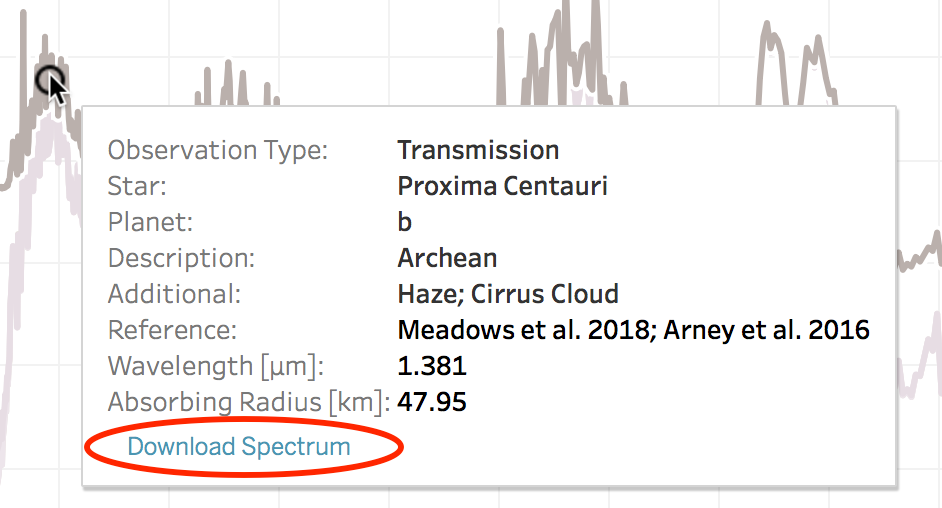 Observation Type: Transmission
Star: Proxima Centauri
Planet: b
Description: Archean
Additional: Haze; Cirrus Cloud
Reference: Meadows et al. 2018; Arney et al. 2016
Wavelength [µm]: 1.381
Absorbing Radius [km]: 47.95
Download Spectrum